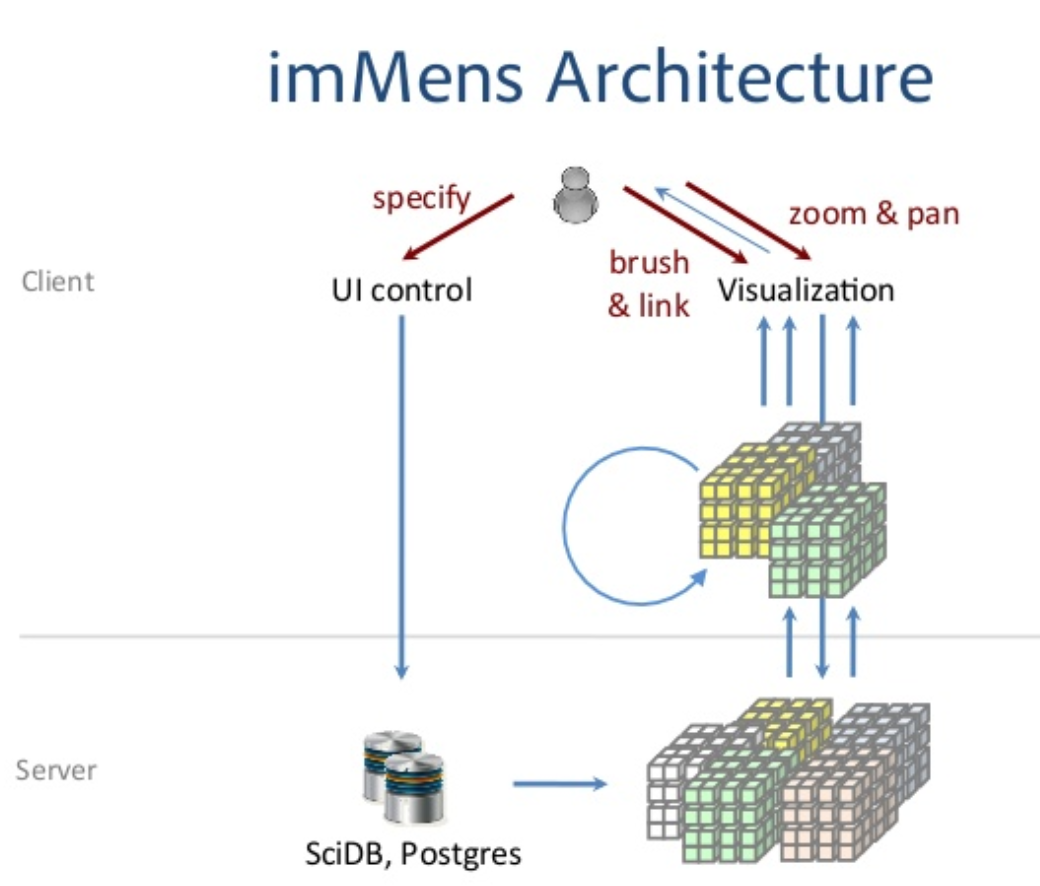 imMens Architecture
specify
zoom & pan
brush
& link
Client
UI control
Visualization
Server
SciDB, Postgres